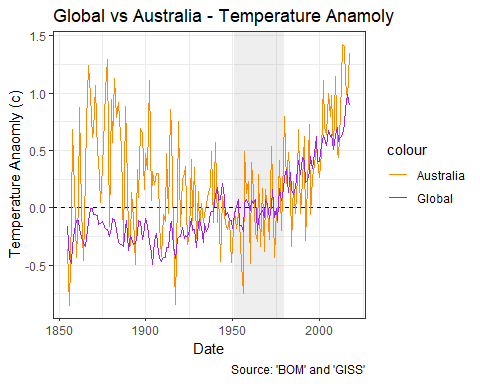 Global vs Australia - Temperature Anamoly
Temperature Anaomly (c)
1.5
1.0
0.5
0.0
-0.5
1850
1900
1950
2000
Date
colour
Australia
Global
Source: 'BOM' and 'GISS'